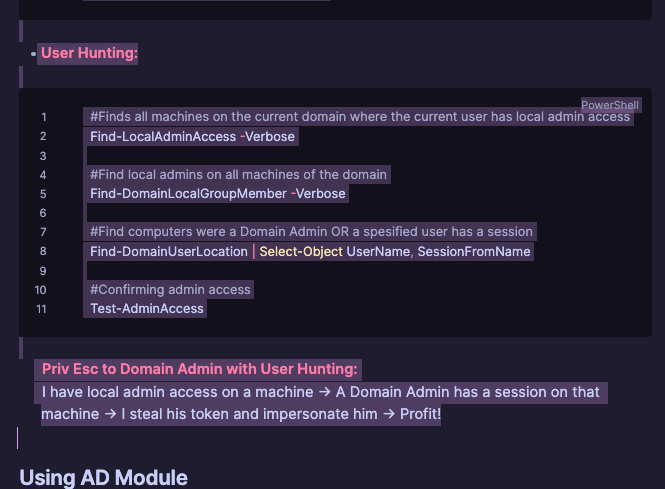 • User Hunting:
PowerShell
1 #Finds all machines on the current domain where the current user has local admin access
2 Find-LocalAdminAccess -Verbose
3
4 #Find local admins on all machines of the domain
5 Find-DomainLocalGroupMember -Verbose
6
7 #Find computers were a Domain Admin OR a spesified user has a session
8 Find-DomainUserLocation | Select-Object UserName, SessionFromName
9
10 #Confirming admin access
11 Test-AdminAccess
Priv Esc to Domain Admin with User Hunting:
I have local admin access on a machine → A Domain Admin has a session on that
machine → I steal his token and impersonate him → Profit!
Using AD Module